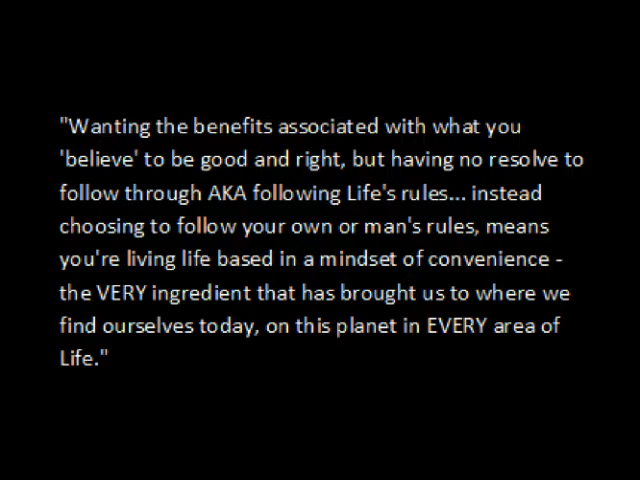 "Wanting the benefits associated with what you
'believe' to be good and right, but having no resolve to
follow through AKA following Life's rules... instead
choosing to follow your own or man's rules, means
you're living life based in a mindset of convenience -
the VERY ingredient that has brought us to where we
find ourselves today, on this planet in EVERY area of
Life."